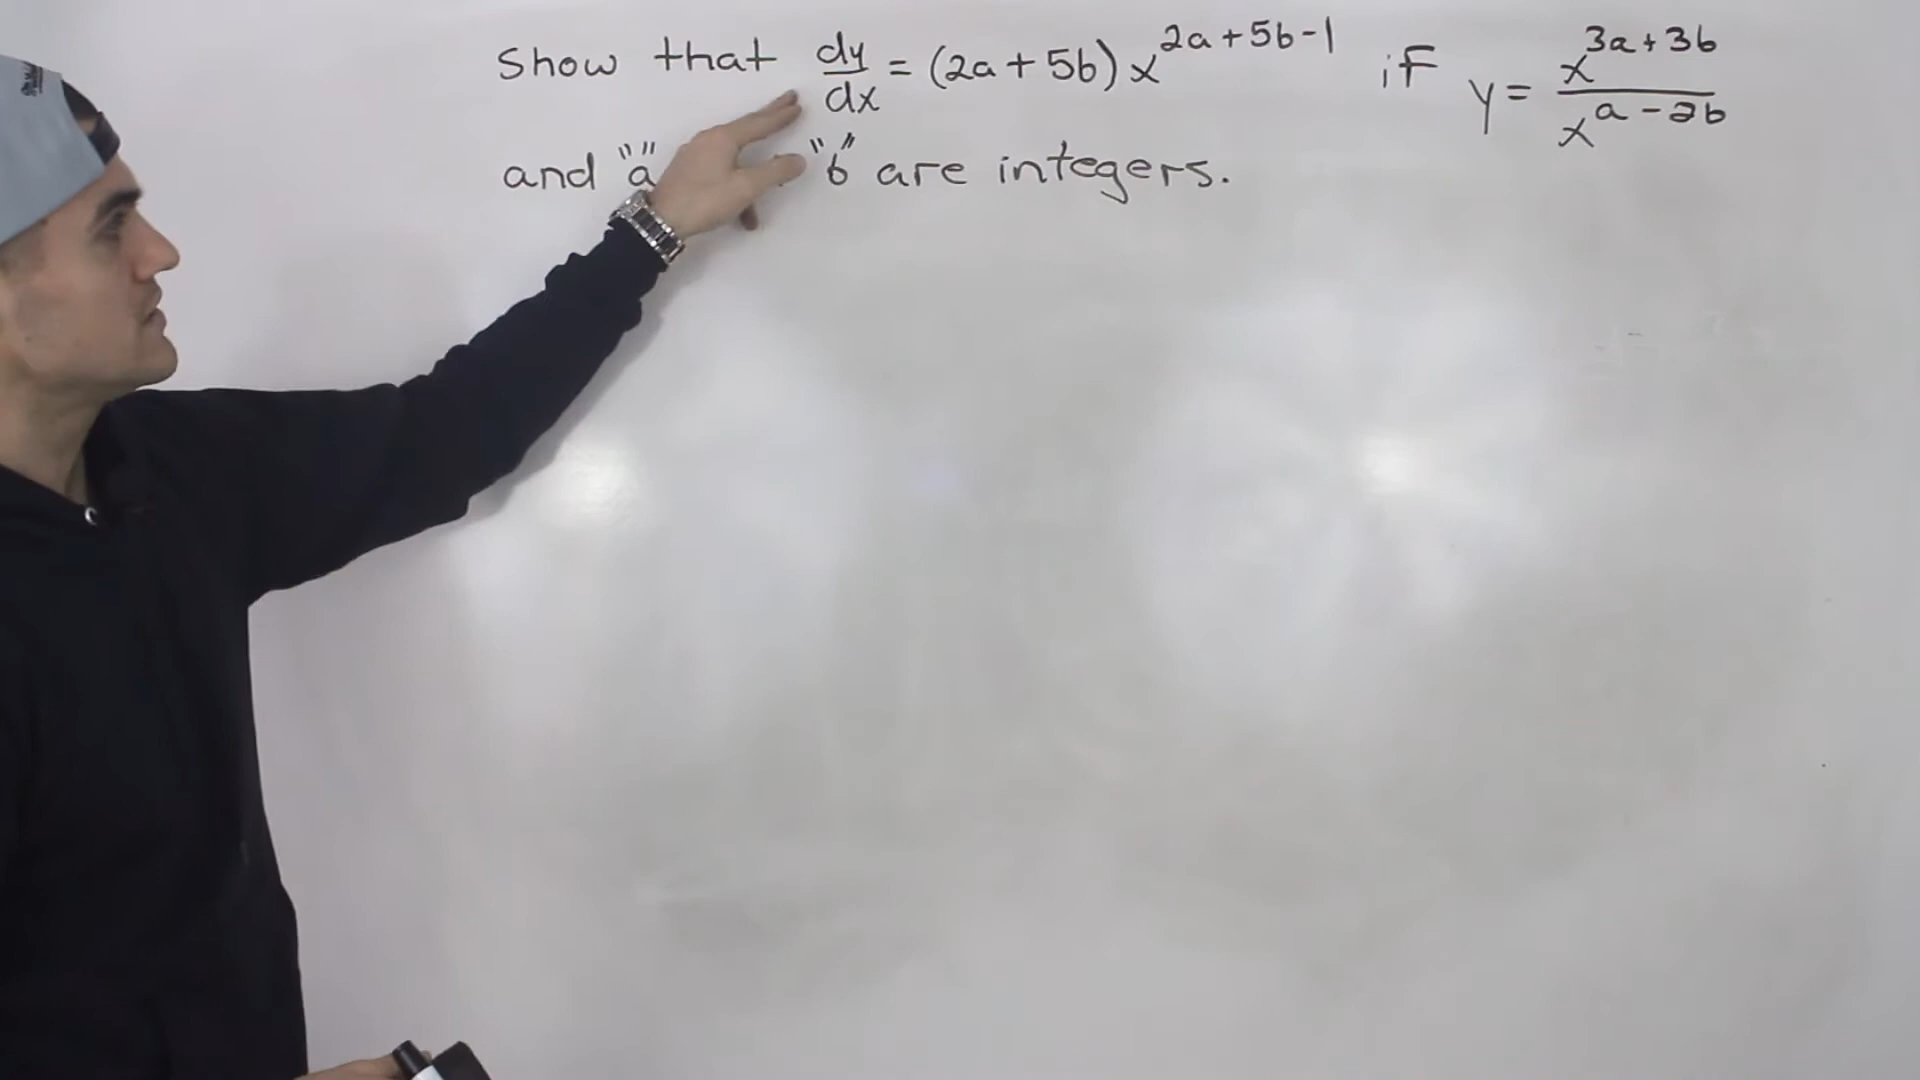 Show that dy/dx = (2a + 5b) x^{2a+5b-1} if y = x^{3a+3b}/x^{a-2b}
and "a" "b" are integers.